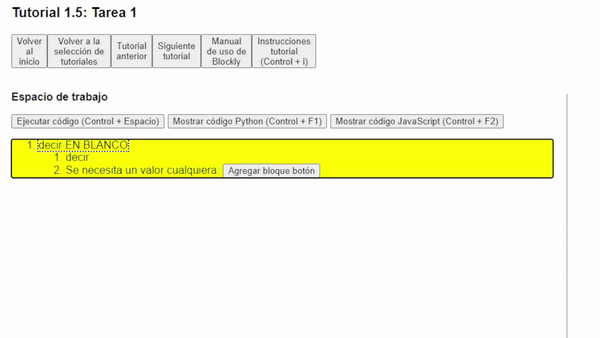 Tutorial 1.5: Tarea 1
Volver al inicio
Volver a la selección de tutoriales
Tutorial anterior
Siguiente tutorial
Manual de uso de Blockly
Instrucciones tutorial (Control + i)
Espacio de trabajo
Ejecutar código (Control + Espacio) Mostrar código Python (Control + F1) Mostrar código JavaScript (Control + F2)
1. decir EN BLANCO
1. decir
2. Se necesita un valor cualquiera: Agregar bloque botón